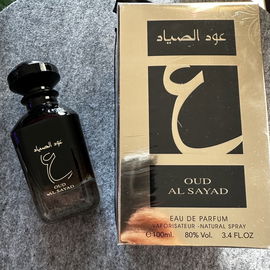 عود الصياد
ع
OUD
AL SAYAD
عود الصياد
ع
OUD
AL SAYAD
EAU DE PARFUM
VAPORISATEUR -NATURAL SPRAY
℮100ml. 80% Vol. 3.4 FL.OZ